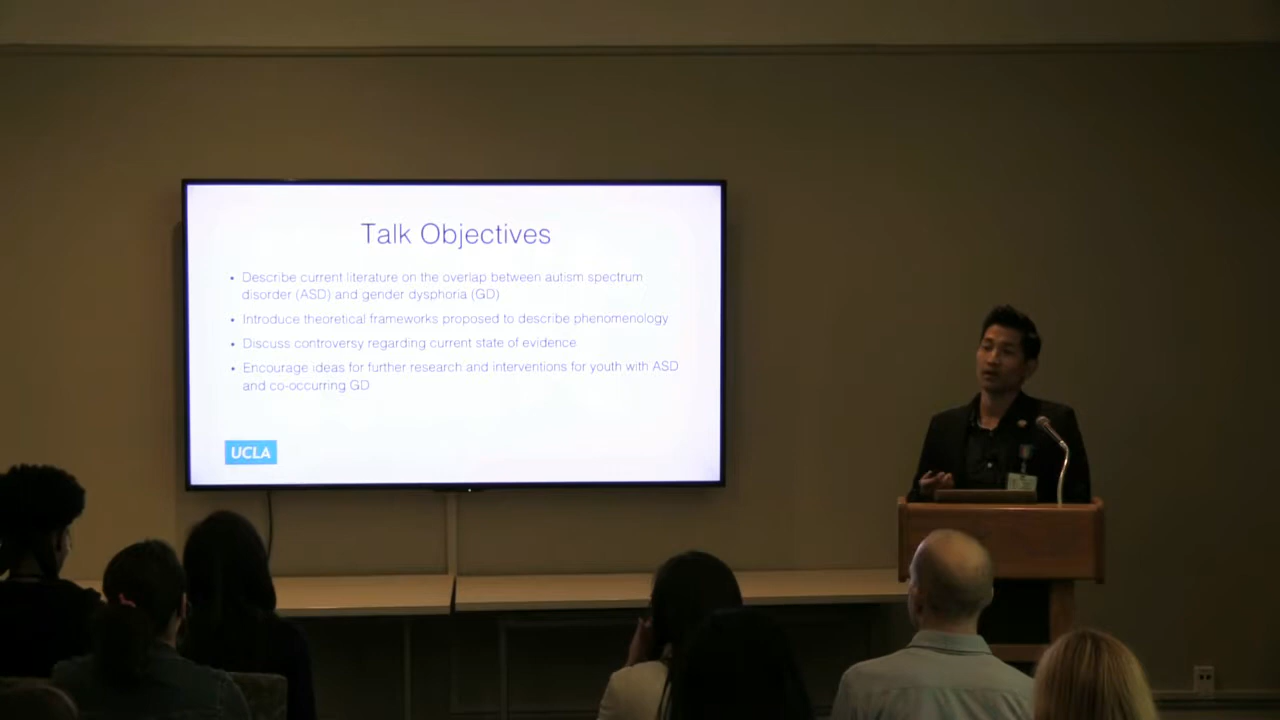 Talk Objectives
• Describe current literature on the overlap between autism spectrum
disorder (ASD) and gender dysphoria (GD)
• Introduce theoretical frameworks proposed to describe phenomenology
• Discuss controversy regarding current state of evidence
• Encourage ideas for further research and interventions for youth with ASD
and co-occurring GD
UCLA